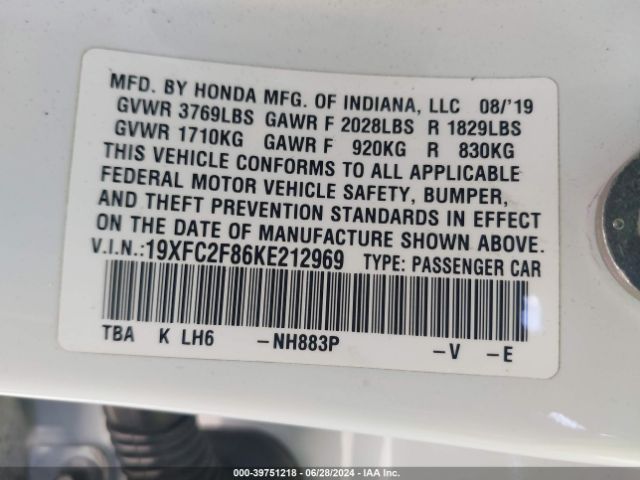 MFD. BY HONDA MFG. OF INDIANA, LLC 08/'19
GVWR 3769LBS GAWR F 2028LBS R 1829LBS
GVWR 1710KG GAWR F 920KG R 830KG
THIS VEHICLE CONFORMS TO ALL APPLICABLE
FEDERAL MOTOR VEHICLE SAFETY, BUMPER,
AND THEFT PREVENTION STANDARDS IN EFFECT
ON THE DATE OF MANUFACTURE SHOWN ABOVE.
V.I.N.:19XFC2F86KE212969 TYPE: PASSENGER CAR
TBA K LH6 -NH883P -V -E
000-39751218 - 06/28/2024 - IAA Inc.